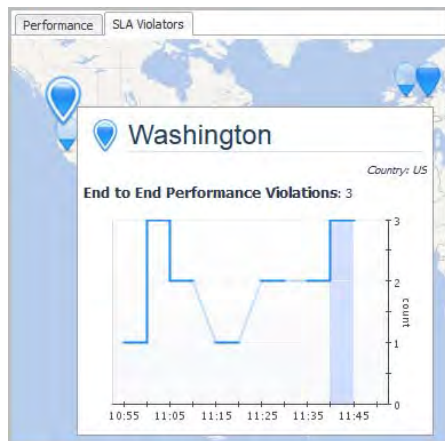 Performance
SLA Violators
Washington
Country: US
End to End Performance Violations: 3
3
2
1
0
count
10:55
11:05
11:15
11:25
11:35
11:45